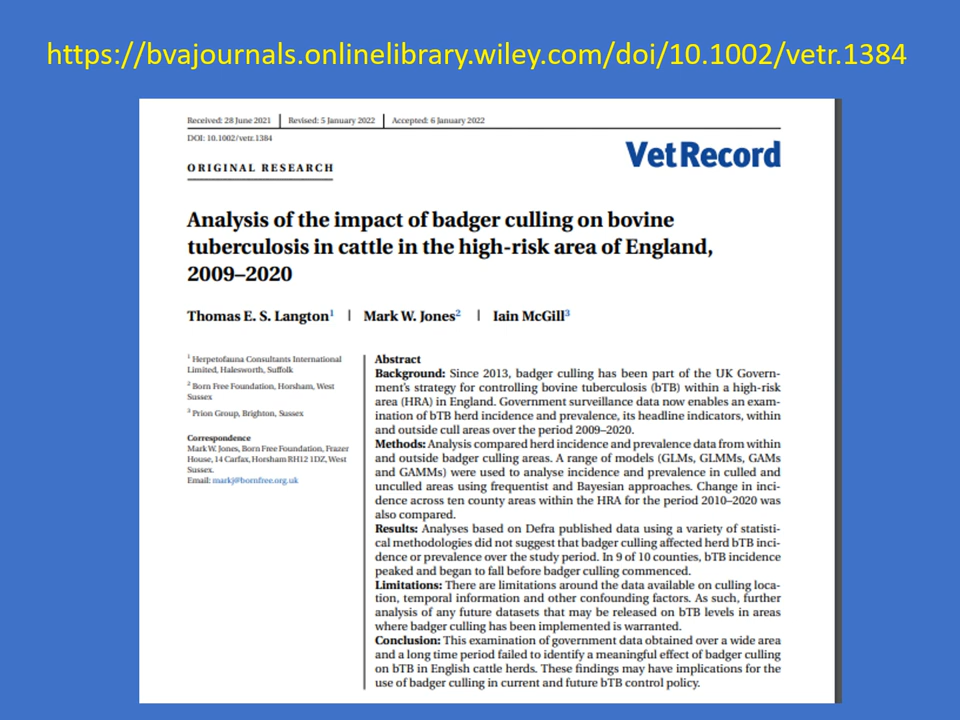 https://bvajournals.onlinelibrary.wiley.com/doi/10.1002/vetr.1384
Received: 28 June 2021 | Revised: 5 January 2022 | Accepted: 6 January 2022
DOI: 10.1002/vetr.1384
VetRecord
ORIGINAL RESEARCH
Analysis of the impact of badger culling on bovine
tuberculosis in cattle in the high-risk area of England,
2009–2020
Thomas E. S. Langton1 | Mark W. Jones2 | Iain McGill3
1 Herpetofauna Consultants International
Limited, Halesworth, Suffolk
2 Born Free Foundation, Horsham, West
Sussex
3 Prion Group, Brighton, Sussex
Correspondence
Mark W. Jones, Born Free Foundation, Frazer
House, 14 Carfax, Horsham RH12 1DZ, West
Sussex.
Email: markj@bornfree.org.uk
Abstract
Background: Since 2013, badger culling has been part of the UK Govern-
ment's strategy for controlling bovine tuberculosis (bTB) within a high-risk
area (HRA) in England. Government surveillance data now enables an exam-
ination of bTB herd incidence and prevalence, its headline indicators, within
and outside cull areas over the period 2009–2020.
Methods: Analysis compared herd incidence and prevalence data from within
and outside badger culling areas. A range of models (GLMs, GLMMs, GAMs
and GAMMs) were used to analyse incidence and prevalence in culled and
unculled areas using frequentist and Bayesian approaches. Change in inci-
dence across ten county areas within the HRA for the period 2010–2020 was
also compared.
Results: Analyses based on Defra published data using a variety of statisti-
cal methodologies did not suggest that badger culling affected herd bTB inci-
dence or prevalence over the study period. In 9 of 10 counties, bTB incidence
peaked and began to fall before badger culling commenced.
Limitations: There are limitations around the data available on culling loca-
tion, temporal information and other confounding factors. As such, further
analysis of any future datasets that may be released on bTB levels in areas
where badger culling has been implemented is warranted.
Conclusion: This examination of government data obtained over a wide area
and a long time period failed to identify a meaningful effect of badger culling
on bTB in English cattle herds. These findings may have implications for the
use of badger culling in current and future bTB control policy.